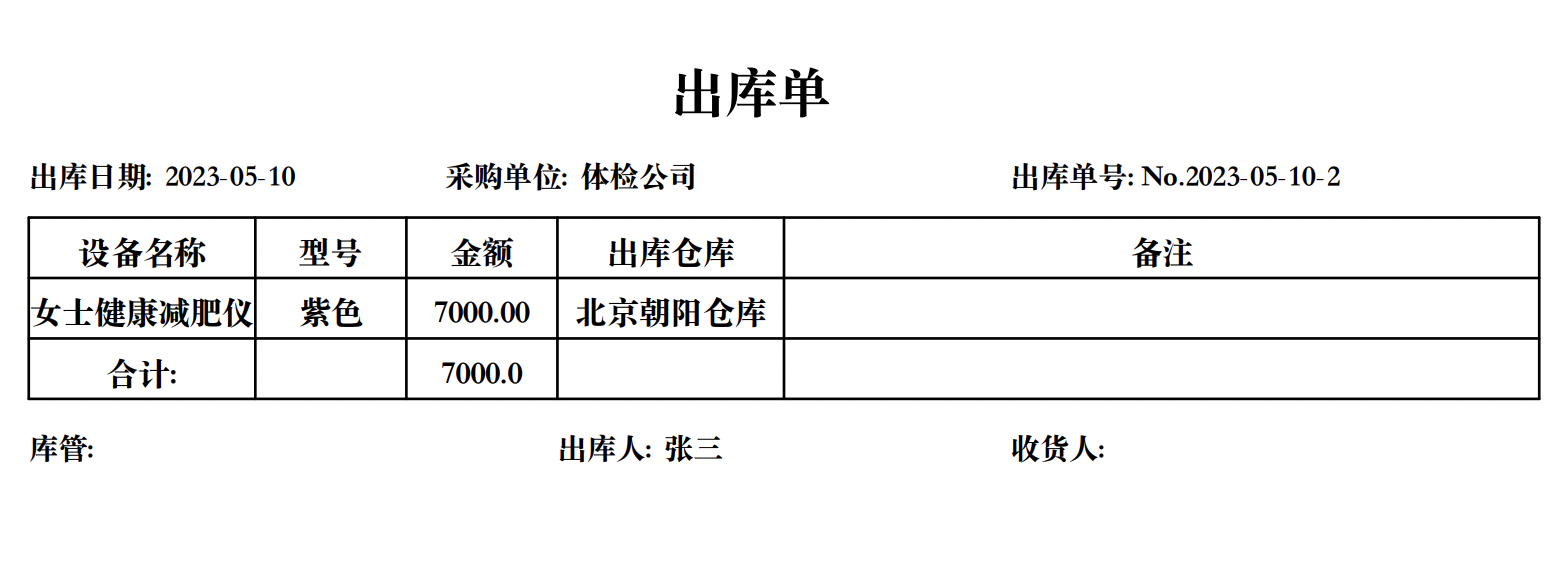 出库单
出库日期: 2023-05-10 采购单位: 体检公司 出库单号: No.2023-05-10-2
设备名称 型号 金额 出库仓库 备注
女士健康减肥仪 紫色 7000.00 北京朝阳仓库
合计: 7000.0
库管: 出库人: 张三 收货人: